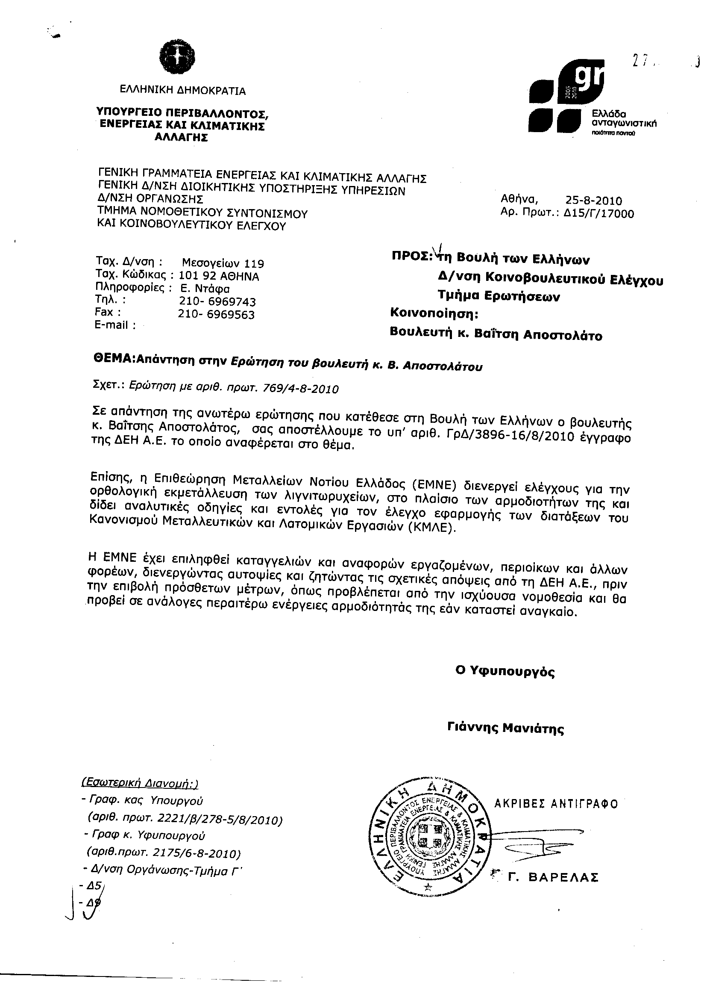 27
ΕΛΛΗΝΙΚΗ ΔΗΜΟΚΡΑΤΙΑ
ΥΠΟΥΡΓΕΙΟ ΠΕΡΙΒΑΛΛΟΝΤΟΣ,
ΕΝΕΡΓΕΙΑΣ ΚΑΙ ΚΛΙΜΑΤΙΚΗΣ
ΑΛΛΑΓΗΣ
gr
2005
2010
Ελλάδα
ανταγωνιστική
ποιότητα παντού
ΓΕΝΙΚΗ ΓΡΑΜΜΑΤΕΙΑ ΕΝΕΡΓΕΙΑΣ ΚΑΙ ΚΛΙΜΑΤΙΚΗΣ ΑΛΛΑΓΗΣ
ΓΕΝΙΚΗ Δ/ΝΣΗ ΔΙΟΙΚΗΤΙΚΗΣ ΥΠΟΣΤΗΡΙΞΗΣ ΥΠΗΡΕΣΙΩΝ
Δ/ΝΣΗ ΟΡΓΑΝΩΣΗΣ
ΤΜΗΜΑ ΝΟΜΟΘΕΤΙΚΟΥ ΣΥΝΤΟΝΙΣΜΟΥ
ΚΑΙ ΚΟΙΝΟΒΟΥΛΕΥΤΙΚΟΥ ΕΛΕΓΧΟΥ
Αθήνα, 25-8-2010
Αρ. Πρωτ.: Δ15/Γ/17000
Ταχ. Δ/νση : Μεσογείων 119
Ταχ. Κώδικας : 101 92 ΑΘΗΝΑ
Πληροφορίες : Ε. Ντάφα
Τηλ. : 210- 6969743
Fax : 210- 6969563
E-mail :
ΠΡΟΣ: τη Βουλή των Ελλήνων
Δ/νση Κοινοβουλευτικού Ελέγχου
Τμήμα Ερωτήσεων
Κοινοποίηση:
Βουλευτή κ. Βαΐτση Αποστολάτο
ΘΕΜΑ:Απάντηση στην Ερώτηση του βουλευτή κ. Β. Αποστολάτου
Σχετ.: Ερώτηση με αριθ. πρωτ. 769/4-8-2010
Σε απάντηση της ανωτέρω ερώτησης που κατέθεσε στη Βουλή των Ελλήνων ο βουλευτής
κ. Βαΐτσης Αποστολάτος, σας αποστέλλουμε το υπ' αριθ. ΓρΔ/3896-16/8/2010 έγγραφο
της ΔΕΗ Α.Ε. το οποίο αναφέρεται στο θέμα.
Επίσης, η Επιθεώρηση Μεταλλείων Νοτίου Ελλάδος (ΕΜΝΕ) διενεργεί ελέγχους για την
ορθολογική εκμετάλλευση των λιγνιτωρυχείων, στο πλαίσιο των αρμοδιοτήτων της και
δίδει αναλυτικές οδηγίες και εντολές για τον έλεγχο εφαρμογής των διατάξεων του
Κανονισμού Μεταλλευτικών και Λατομικών Εργασιών (ΚΜΛΕ).
Η ΕΜΝΕ έχει επιληφθεί καταγγελιών και αναφορών εργαζομένων, περιοίκων και άλλων
φορέων, διενεργώντας αυτοψίες και ζητώντας τις σχετικές απόψεις από τη ΔΕΗ Α.Ε., πριν
την επιβολή πρόσθετων μέτρων, όπως προβλέπεται από την ισχύουσα νομοθεσία και θα
προβεί σε ανάλογες περαιτέρω ενέργειες αρμοδιότητάς της εάν καταστεί αναγκαίο.
Ο Υφυπουργός
Γιάννης Μανιάτης
(Εσωτερική Διανομή:)
- Γραφ. κας Υπουργού
(αριθ. πρωτ. 2221/β/278-5/8/2010)
- Γραφ κ. Υφυπουργού
(αριθ.πρωτ. 2175/6-8-2010)
- Δ/νση Οργάνωσης-Τμήμα Γ'
- Δ5
- Δ9
ΕΛΛΗΝΙΚΗ ΔΗΜΟΚΡΑΤΙΑ
ΥΠΟΥΡΓΕΙΟ ΠΕΡΙΒΑΛΛΟΝΤΟΣ ΕΝΕΡΓΕΙΑΣ & ΚΛΙΜΑΤΙΚΗΣ ΑΛΛΑΓΗΣ
ΓΕΝΙΚΗ ΓΡΑΜΜΑΤΕΙΑ ΕΝΕΡΓΕΙΑΣ & ΚΛΙΜΑΤΙΚΗΣ ΑΛΛΑΓΗΣ
ΑΚΡΙΒΕΣ ΑΝΤΙΓΡΑΦΟ
Γ. ΒΑΡΕΛΑΣ